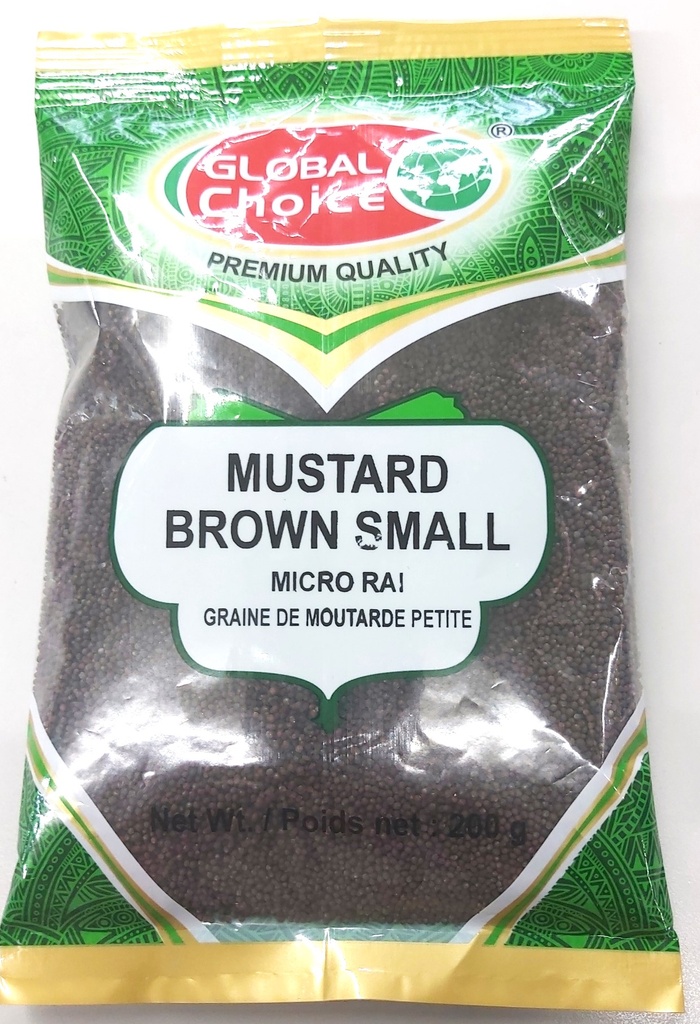 GLOBAL
Choice
®
PREMIUM QUALITY
MUSTARD
BROWN SMALL
MICRO RAI
GRAINE DE MOUTARDE PETITE
Net Wt. / Poids net : 200 g